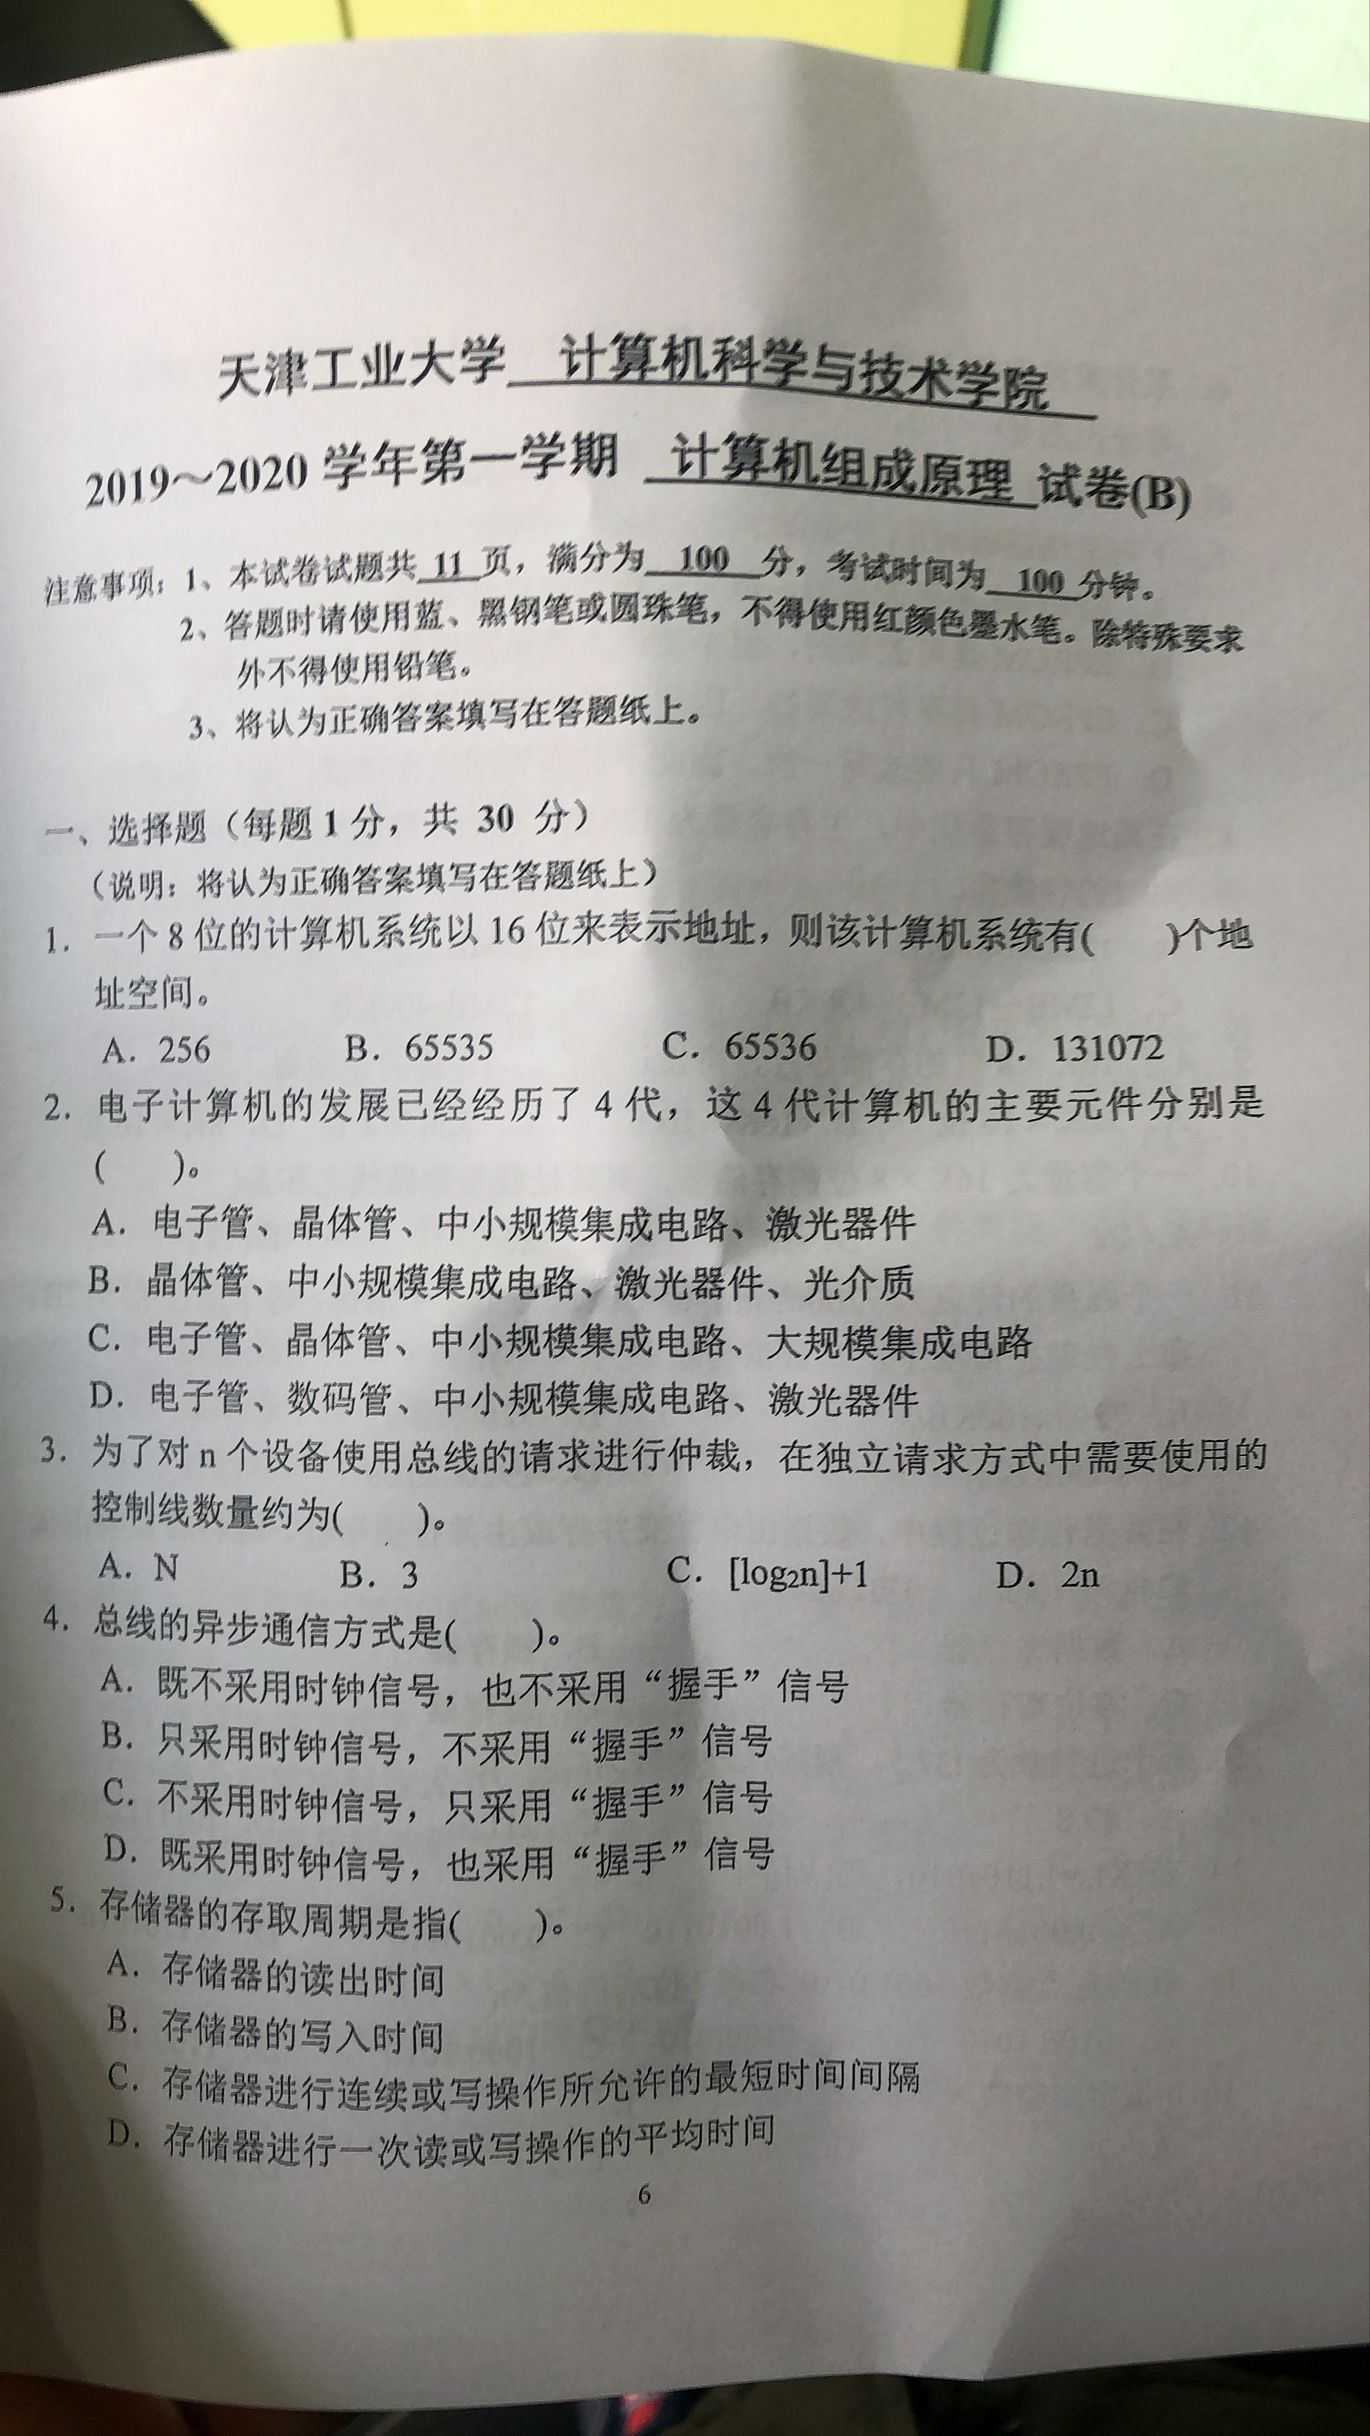 天津工业大学 计算机科学与技术学院
2019～2020 学年第一学期 计算机组成原理 试卷(B)
注意事项：1、本试卷试题共 11 页，满分为 100 分，考试时间为 100 分钟。
2、答题时请使用蓝、黑钢笔或圆珠笔，不得使用红颜色墨水笔。除特殊要求
外不得使用铅笔。
3、将认为正确答案填写在答题纸上。
一、选择题（每题 1 分，共 30 分）
（说明：将认为正确答案填写在答题纸上）
1. 一个 8 位的计算机系统以 16 位来表示地址，则该计算机系统有( )个地
址空间。
A. 256 B. 65535 C. 65536 D. 131072
2. 电子计算机的发展已经经历了 4 代，这 4 代计算机的主要元件分别是
( )。
A. 电子管、晶体管、中小规模集成电路、激光器件
B. 晶体管、中小规模集成电路、激光器件、光介质
C. 电子管、晶体管、中小规模集成电路、大规模集成电路
D. 电子管、数码管、中小规模集成电路、激光器件
3. 为了对 n 个设备使用总线的请求进行仲裁，在独立请求方式中需要使用的
控制线数量约为( )。
A. N B. 3 C. [log2n]+1 D. 2n
4. 总线的异步通信方式是( )。
A. 既不采用时钟信号，也不采用“握手”信号
B. 只采用时钟信号，不采用“握手”信号
C. 不采用时钟信号，只采用“握手”信号
D. 既采用时钟信号，也采用“握手”信号
5. 存储器的存取周期是指( )。
A. 存储器的读出时间
B. 存储器的写入时间
C. 存储器进行连续或写操作所允许的最短时间间隔
D. 存储器进行一次读或写操作的平均时间
6